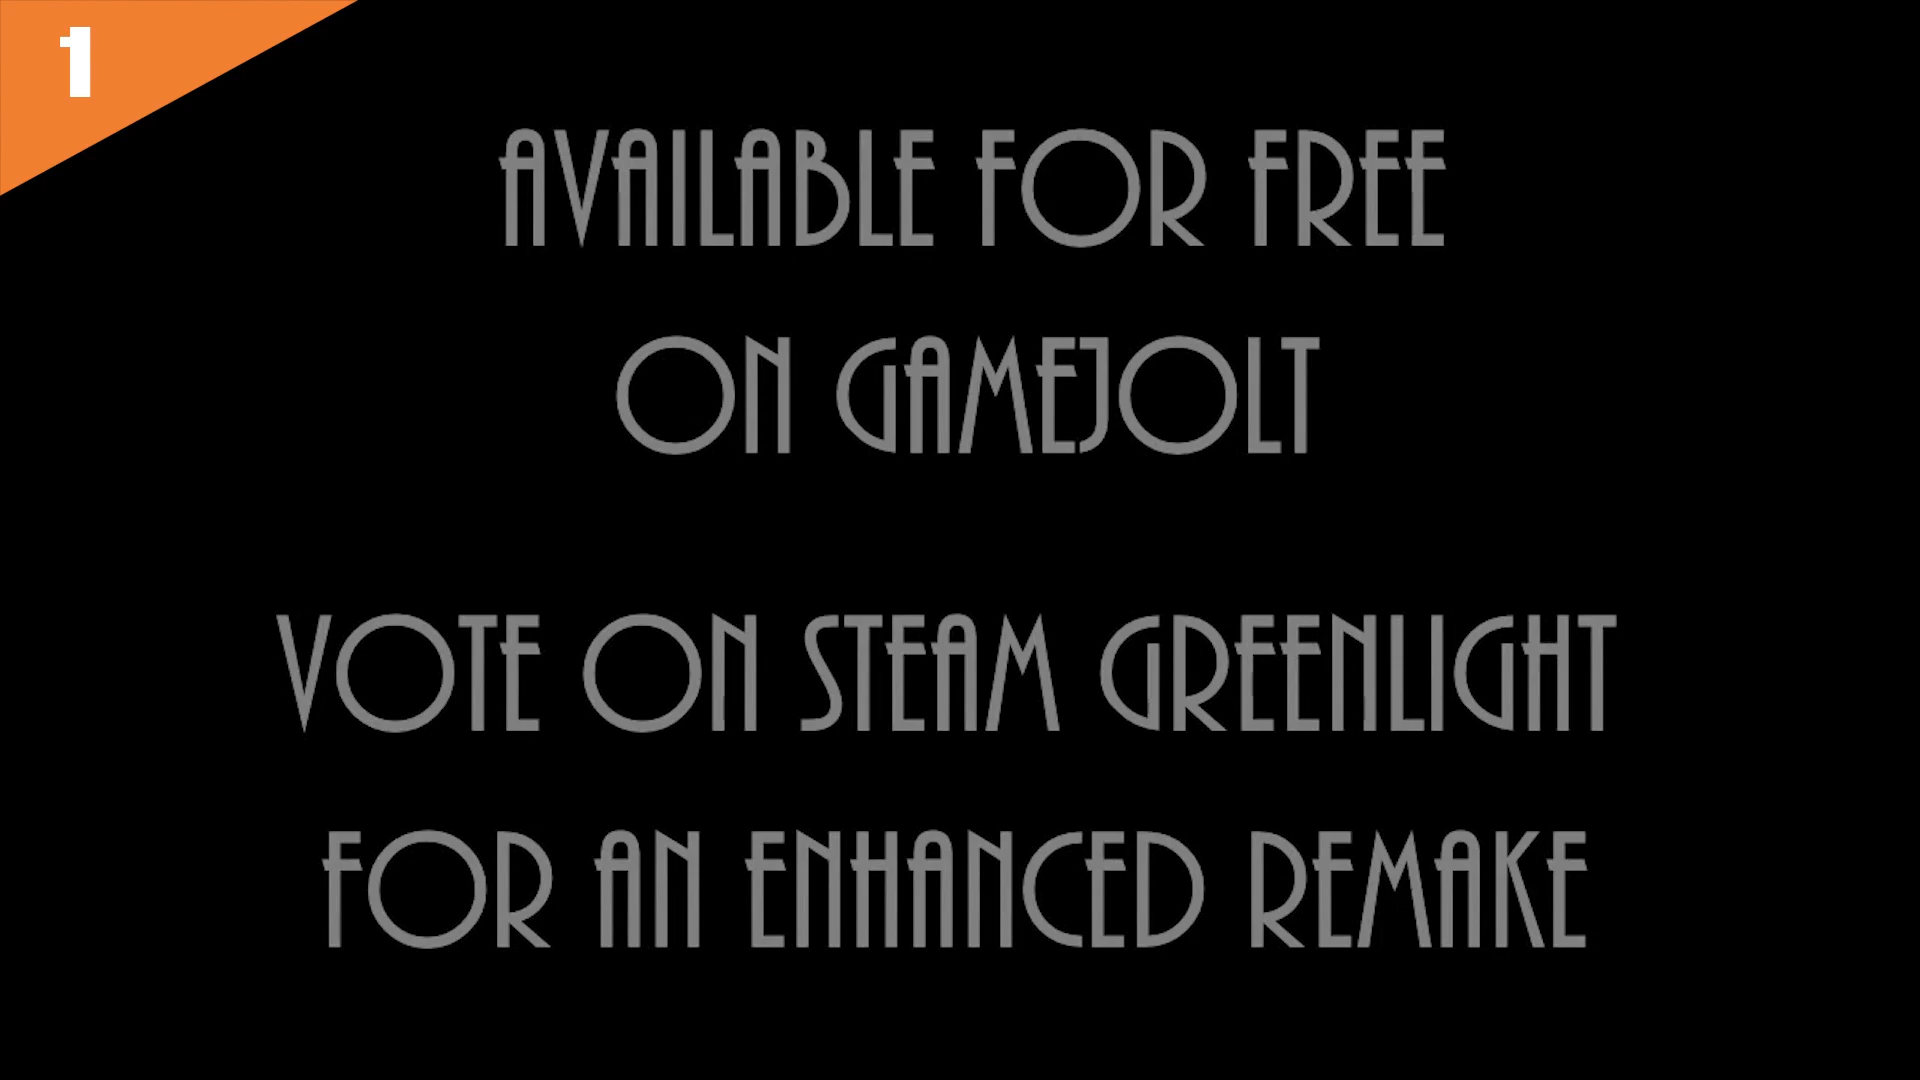 1
AVAILABLE FOR FREE
ON GAMEJOLT
VOTE ON STEAM GREENLIGHT
FOR AN ENHANCED REMAKE